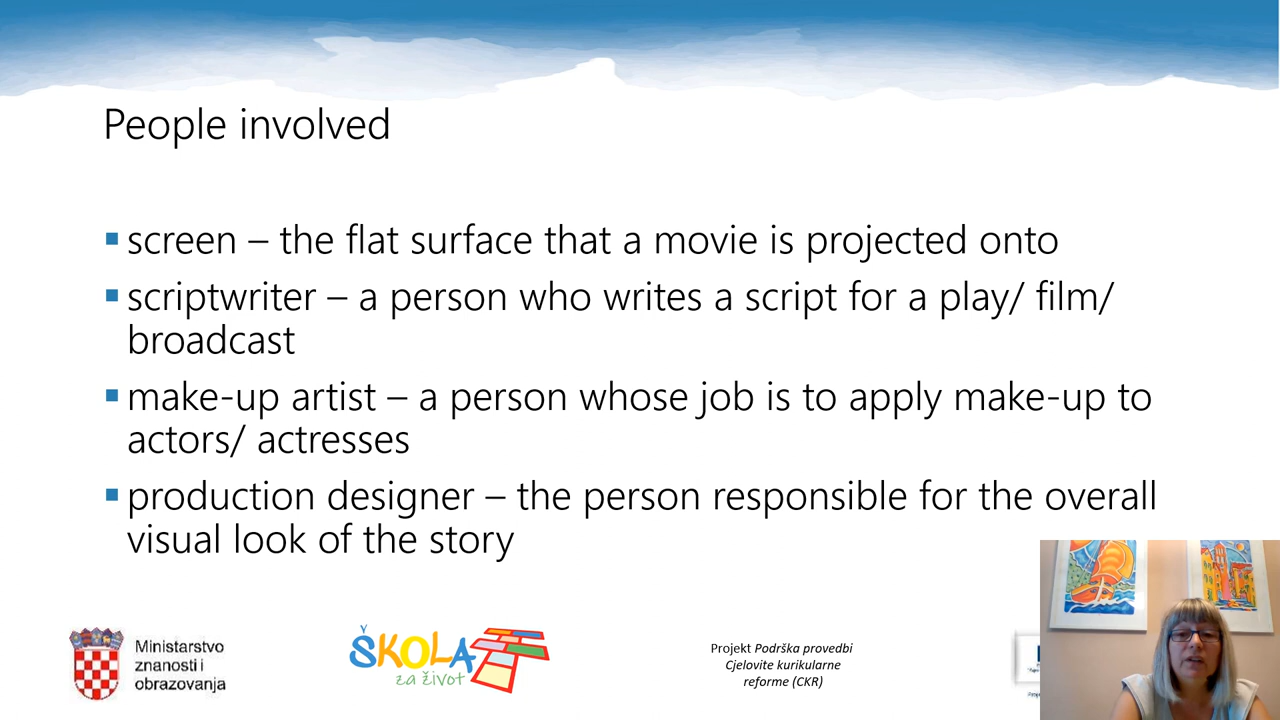 People involved
screen – the flat surface that a movie is projected onto
scriptwriter – a person who writes a script for a play/ film/
broadcast
make-up artist – a person whose job is to apply make-up to
actors/ actresses
production designer – the person responsible for the overall
visual look of the story
Ministarstvo
znanosti i
obrazovanja
ŠKOLA
za život
Projekt Podrška provedbi
Cjelovite kurikularne
reforme (CKR)